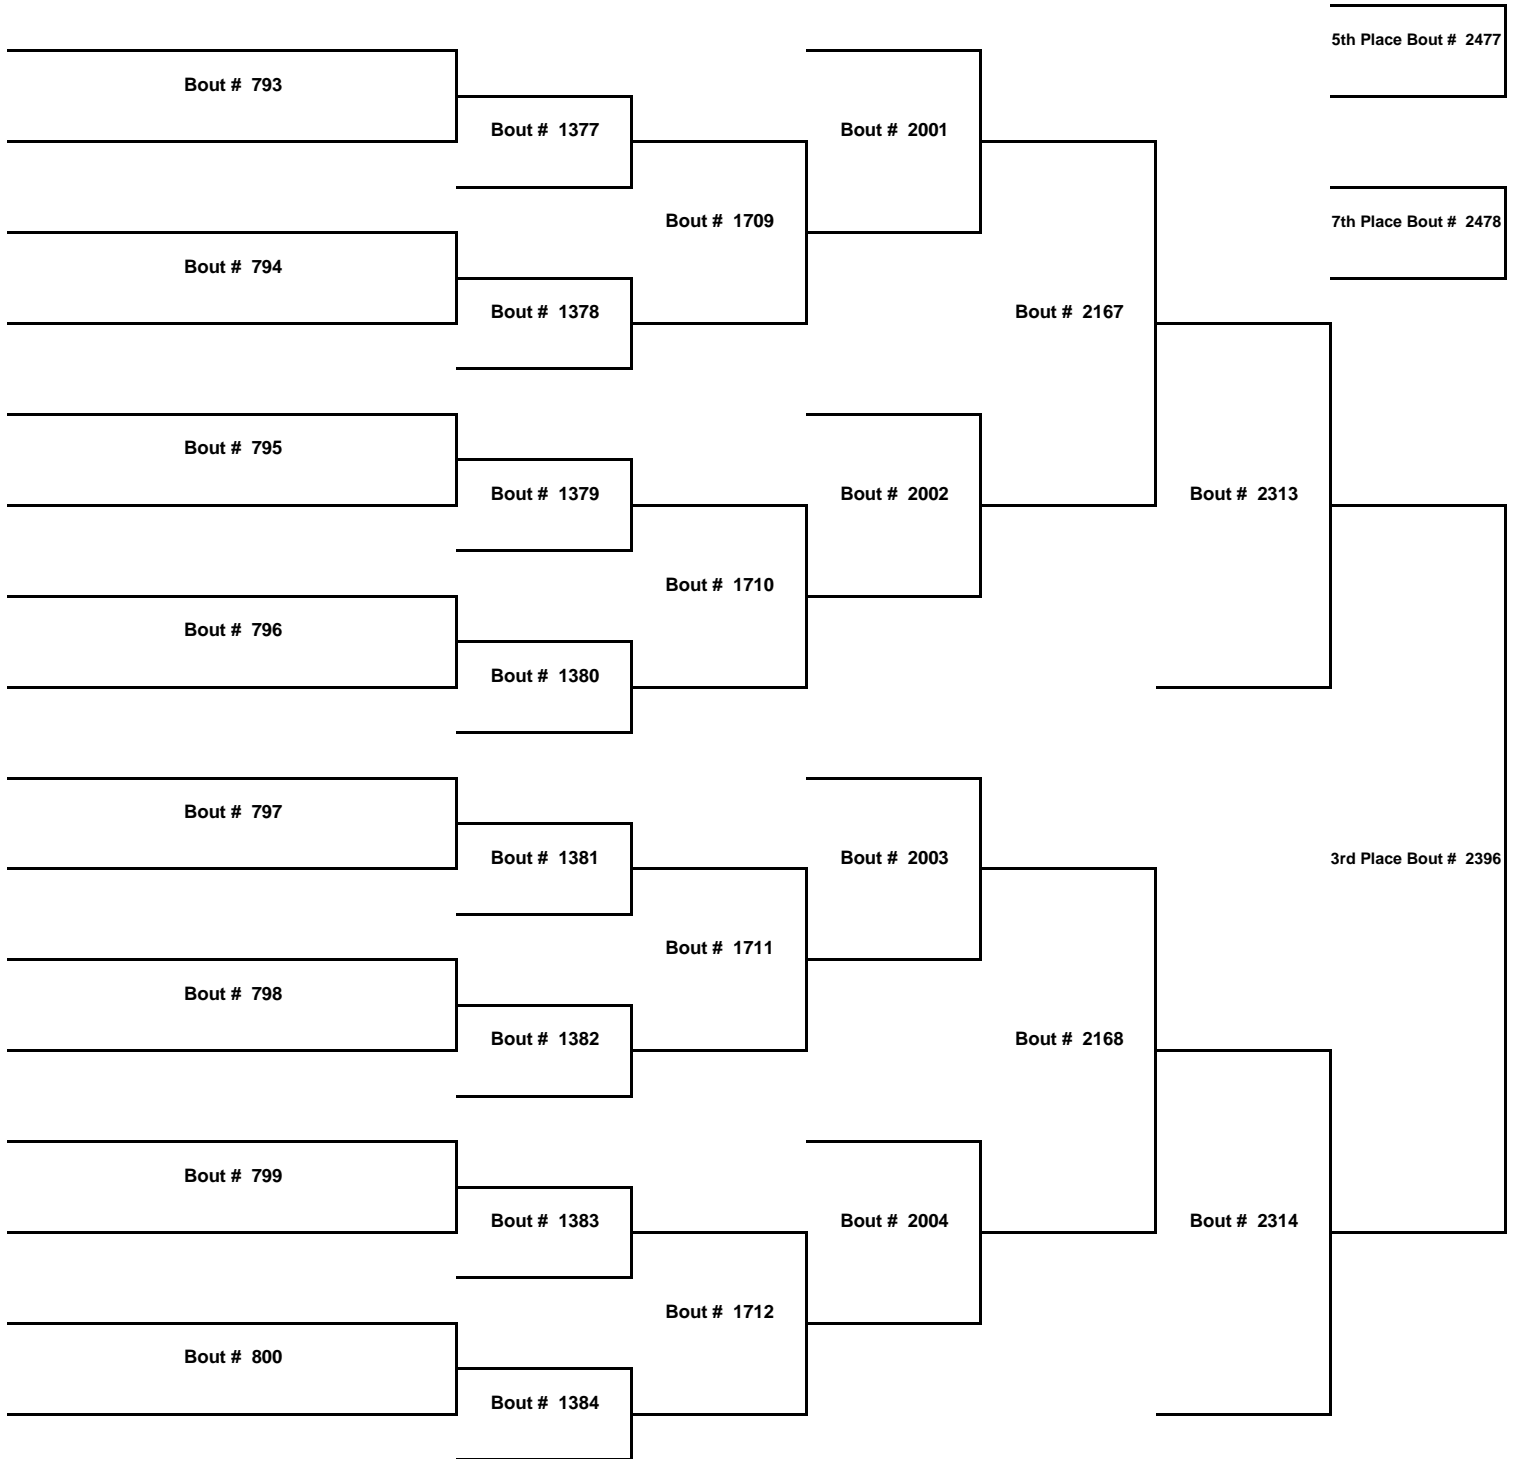 5th Place Bout # 2477
Bout # 793
Bout # 1377
Bout # 2001
Bout # 1709
7th Place Bout # 2478
Bout # 794
Bout # 1378
Bout # 2167
Bout # 795
Bout # 1379
Bout # 2002
Bout # 2313
Bout # 1710
Bout # 796
Bout # 1380
Bout # 797
Bout # 1381
Bout # 2003
3rd Place Bout # 2396
Bout # 1711
Bout # 798
Bout # 1382
Bout # 2168
Bout # 799
Bout # 1383
Bout # 2004
Bout # 2314
Bout # 1712
Bout # 800
Bout # 1384